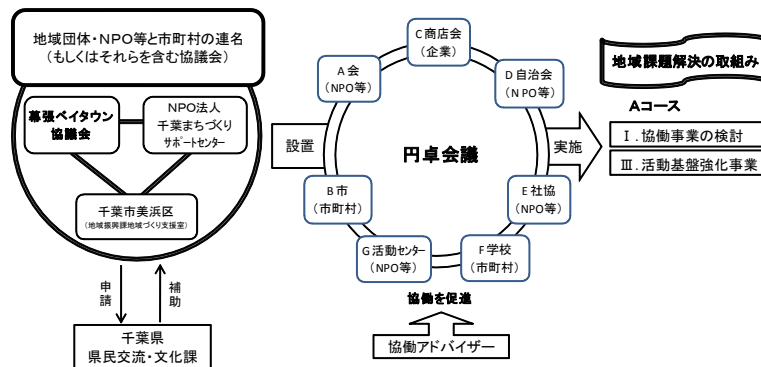 地域団体・NPO等と市町村の連名
(もしくはそれらを含む協議会)
幕張ベイタウン
協議会
NPO法人
千葉まちづくり
サポートセンター
千葉市美浜区
(地域振興課地域づくり支援室)
申請
補助
千葉県
県民交流・文化課
設置
円卓会議
C商店会
(企業)
D自治会
(NPO等)
E社協
(NPO等)
F学校
(市町村)
G活動センター
(NPO等)
B市
(市町村)
A会
(NPO等)
協働を促進
協働アドバイザー
実施
地域課題解決の取組み
Aコース
Ⅰ.協働事業の検討
Ⅲ.活動基盤強化事業